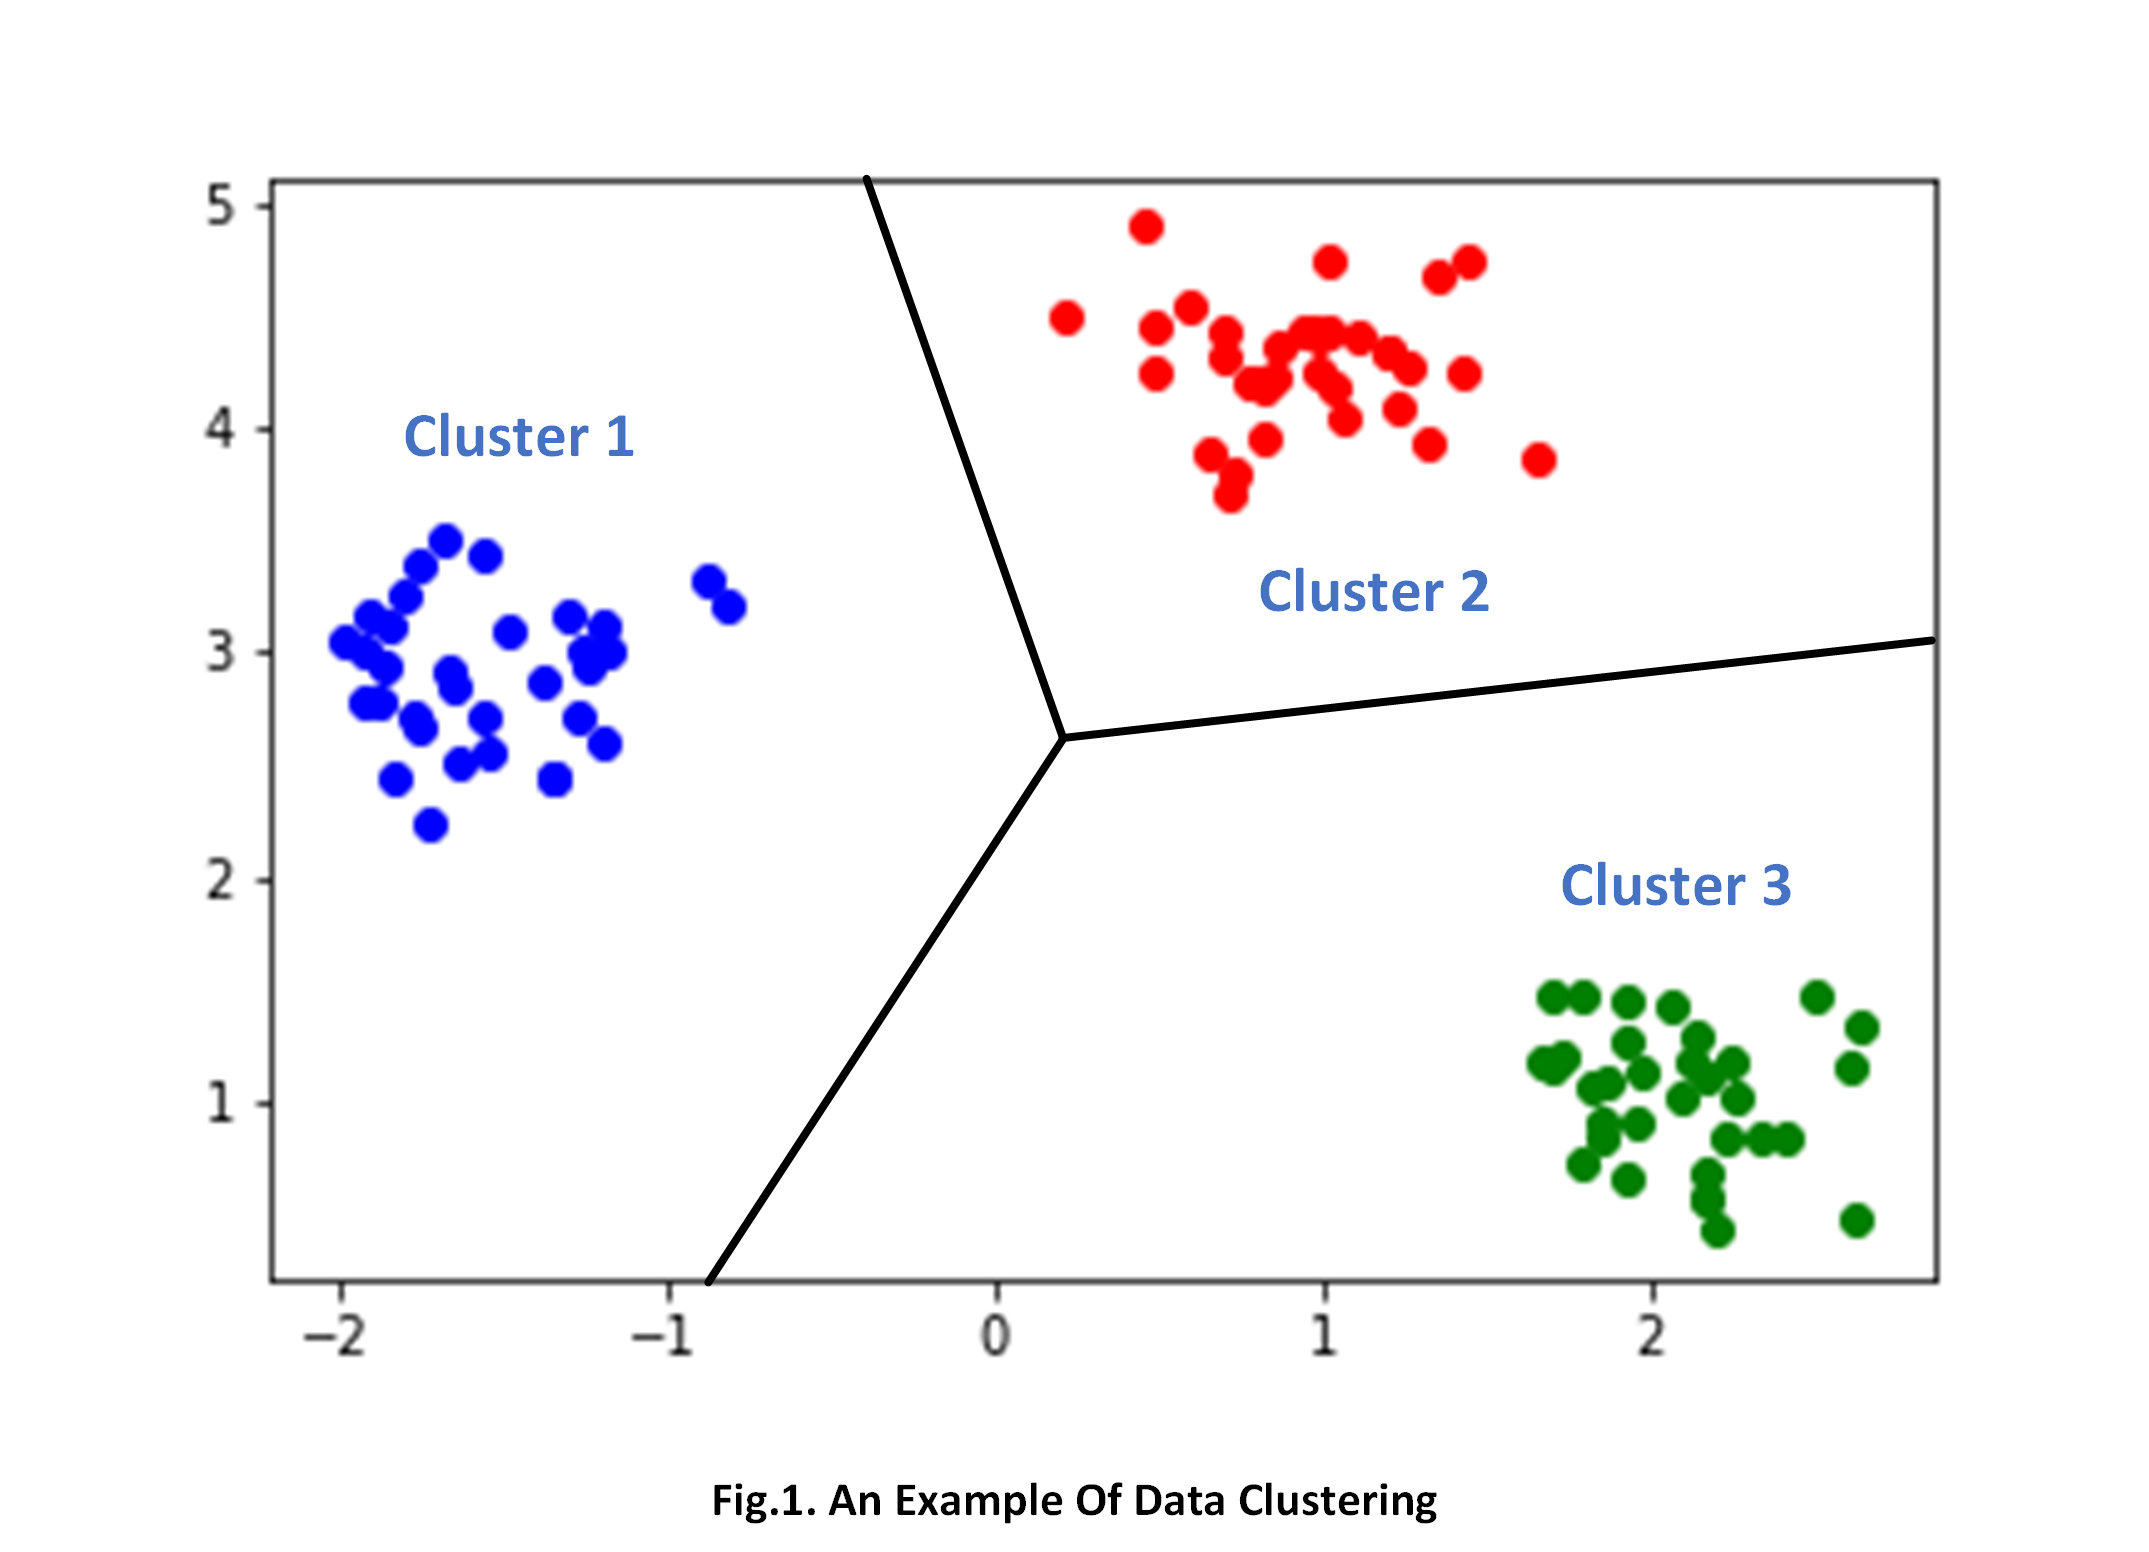 5
4
Cluster 1
Cluster 2
3
2
Cluster 3
1
−2
−1
0
1
2
Fig.1. An Example Of Data Clustering